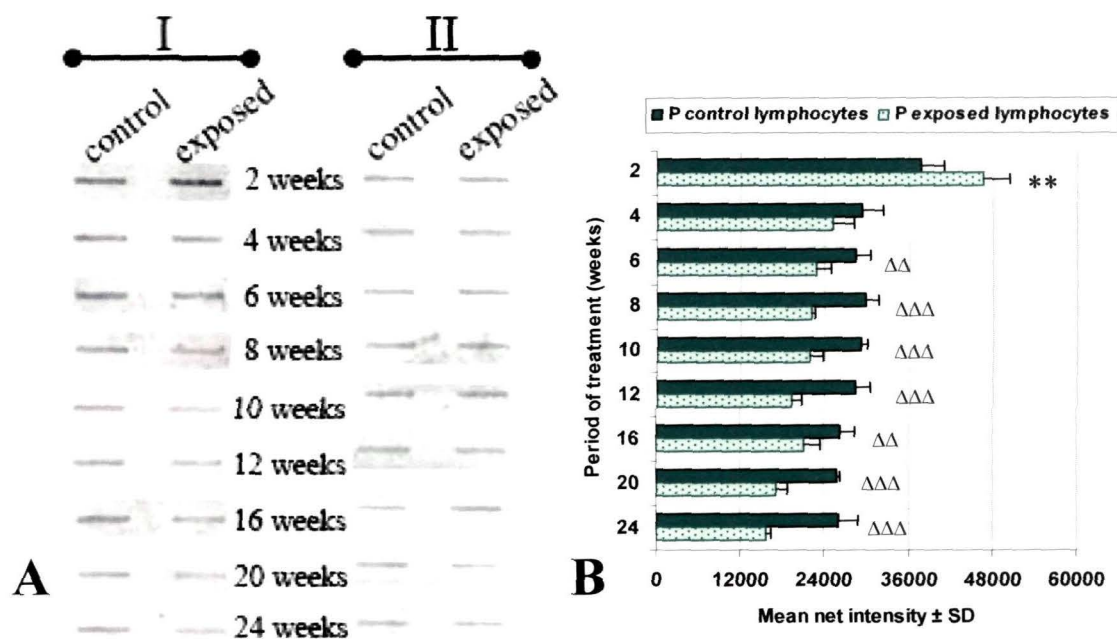 I II
control exposed control exposed
2 weeks
4 weeks
6 weeks
8 weeks
10 weeks
12 weeks
16 weeks
20 weeks
24 weeks
A
P control lymphocytes P exposed lymphocytes
Period of treatment (weeks)
2 **
4
6 ΔΔ
8 ΔΔΔ
10 ΔΔΔ
12 ΔΔΔ
16 ΔΔ
20 ΔΔΔ
24 ΔΔΔ
0 12000 24000 36000 48000 60000
Mean net intensity ± SD
B